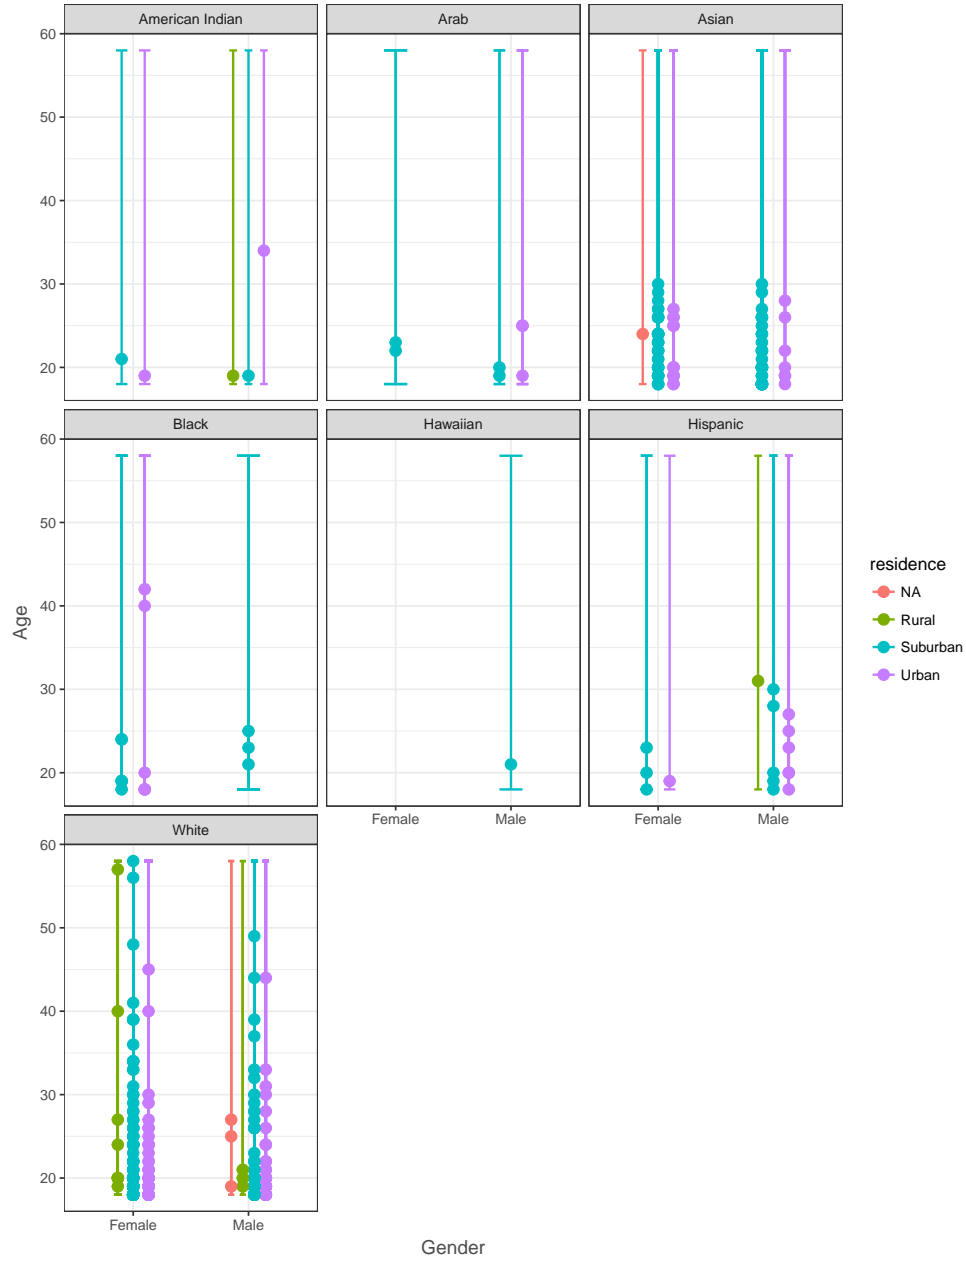 American Indian
Arab
Asian
60
50
40
30
20
Black
Hawaiian
Hispanic
60
50
40
30
20
Female
Male
Female
Male
White
60
50
40
30
20
Female
Male
Age
Gender
residence
NA
Rural
Suburban
Urban